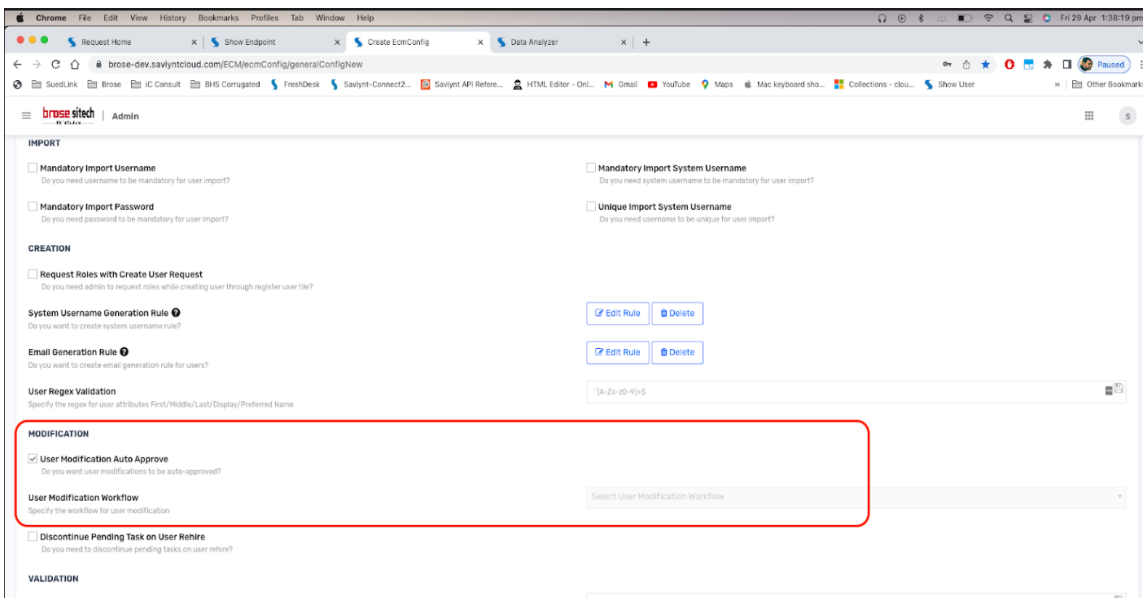 Chrome File Edit View History Bookmarks Profiles Tab Window Help Fri 29 Apr 1:38:19 pm
Request Home × Show Endpoint × Create EcmConfig × Data Analyzer × +
brose-dev.saviyntcloud.com/ECM/ecmConfig/generalConfigNew Paused
SuedLink Brose iC Consult BHS Corrugated FreshDesk Saviynt-Connect2... Saviynt API Refere... HTML Editor - Onl... Gmail YouTube Maps Mac keyboard sho... Collections - clou... Show User » Other Bookmarks
brose sitech | Admin S
IMPORT
Mandatory Import Username Mandatory Import System Username
Do you need username to be mandatory for user import? Do you need system username to be mandatory for user import?
Mandatory Import Password Unique Import System Username
Do you need password to be mandatory for user import? Do you need username to be unique for user import?
CREATION
Request Roles with Create User Request
Do you need admin to request roles while creating user through register user tile?
System Username Generation Rule ? Edit Rule Delete
Do you want to create system username rule?
Email Generation Rule ? Edit Rule Delete
Do you want to create email generation rule for users?
User Regex Validation ^[A-Za-z0-9]+$
Specify the regex for user attributes First/Middle/Last/Display/Preferred Name
MODIFICATION
User Modification Auto Approve
Do you want user modifications to be auto-approved?
User Modification Workflow Select User Modification Workflow
Specify the workflow for user modification
Discontinue Pending Task on User Rehire
Do you need to discontinue pending tasks on user rehire?
VALIDATION